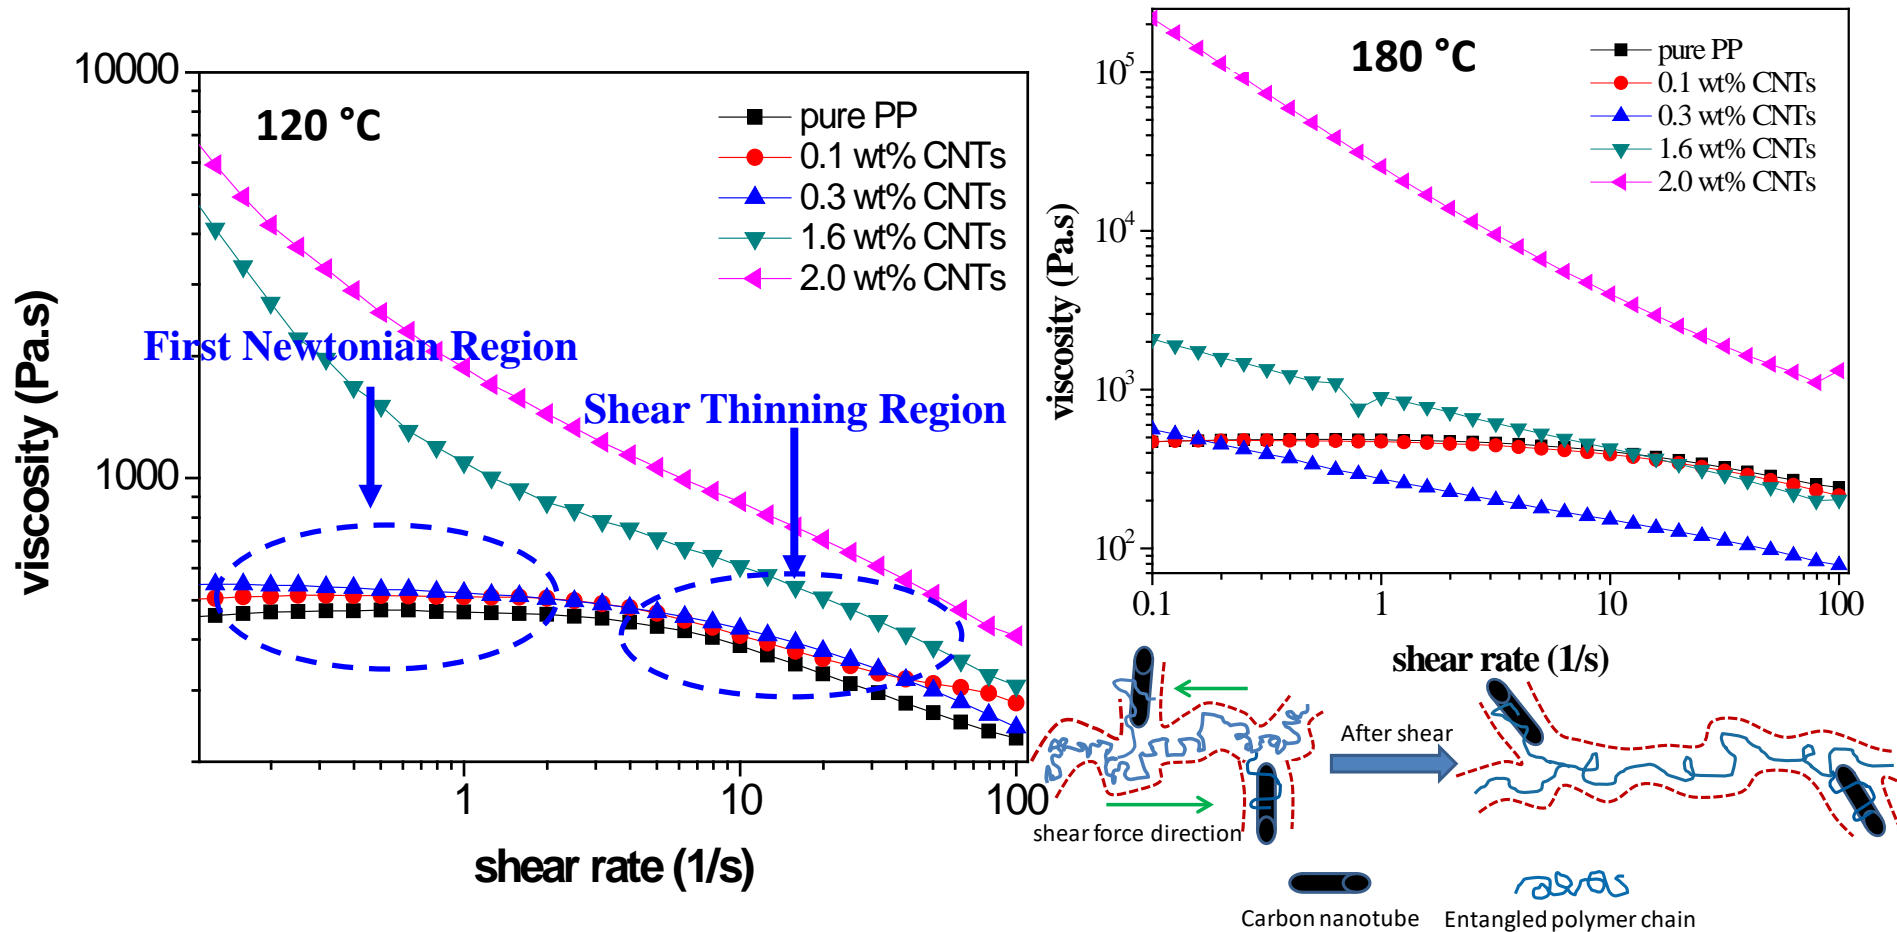 10000
120 °C
pure PP
0.1 wt% CNTs
0.3 wt% CNTs
1.6 wt% CNTs
2.0 wt% CNTs
First Newtonian Region
Shear Thinning Region
1000
viscosity (Pa.s)
1
10
100
shear rate (1/s)
180 °C
pure PP
0.1 wt% CNTs
0.3 wt% CNTs
1.6 wt% CNTs
2.0 wt% CNTs
10⁵
10⁴
10³
10²
viscosity (Pa.s)
0.1
1
10
100
shear rate (1/s)
After shear
shear force direction
Carbon nanotube
Entangled polymer chain